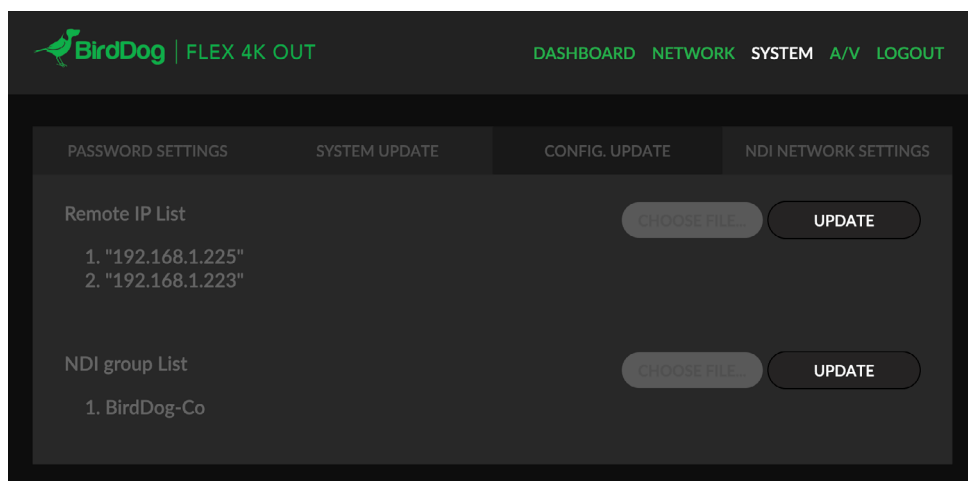 BirdDog | FLEX 4K OUT
DASHBOARD NETWORK SYSTEM A/V LOGOUT
PASSWORD SETTINGS SYSTEM UPDATE CONFIG. UPDATE NDI NETWORK SETTINGS
Remote IP List
CHOOSE FILE... UPDATE
1. "192.168.1.225"
2. "192.168.1.223"
NDI group List
CHOOSE FILE... UPDATE
1. BirdDog-Co